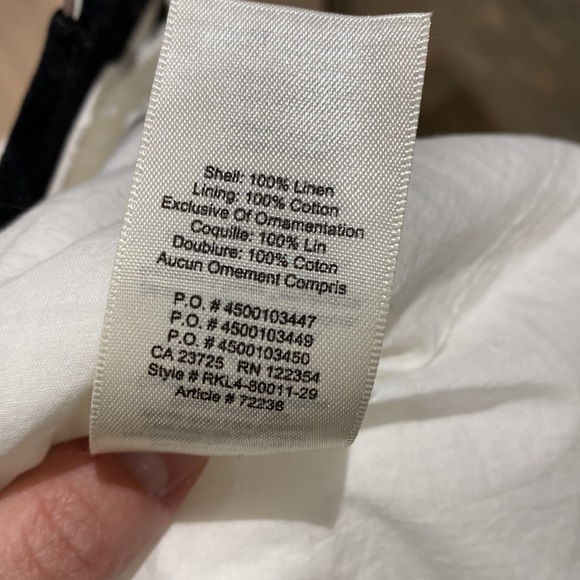 Shell: 100% Linen
Lining: 100% Cotton
Exclusive Of Ornamentation
Coquille: 100% Lin
Doublure: 100% Coton
Aucun Ornement Compris
P.O. # 4500103447
P.O. # 4500103449
P.O. # 4500103450
CA 23725 RN 122354
Style # RKL4-80011-29
Article # 72238